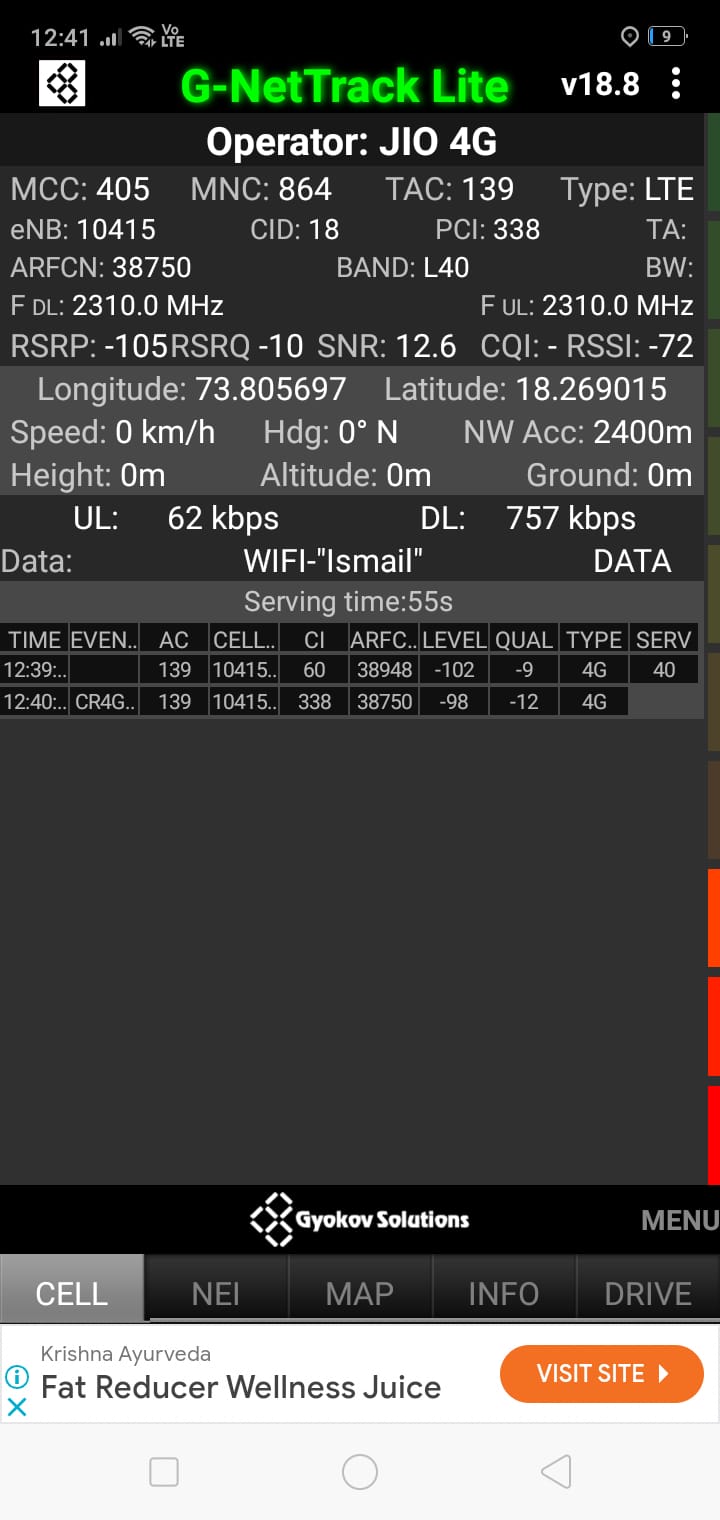 12:41 Vo LTE 9
G-NetTrack Lite v18.8
Operator: JIO 4G
MCC: 405 MNC: 864 TAC: 139 Type: LTE
eNB: 10415 CID: 18 PCI: 338 TA:
ARFCN: 38750 BAND: L40 BW:
F DL: 2310.0 MHz F UL: 2310.0 MHz
RSRP: -105 RSRQ -10 SNR: 12.6 CQI: - RSSI: -72
Longitude: 73.805697 Latitude: 18.269015
Speed: 0 km/h Hdg: 0° N NW Acc: 2400m
Height: 0m Altitude: 0m Ground: 0m
UL: 62 kbps DL: 757 kbps
Data: WIFI-"Ismail" DATA
Serving time:55s
TIME EVEN.. AC CELL.. CI ARFC.. LEVEL QUAL TYPE SERV
12:39:.. 139 10415.. 60 38948 -102 -9 4G 40
12:40:.. CR4G.. 139 10415.. 338 38750 -98 -12 4G
Gyokov Solutions MENU
CELL NEI MAP INFO DRIVE
Krishna Ayurveda
Fat Reducer Wellness Juice VISIT SITE